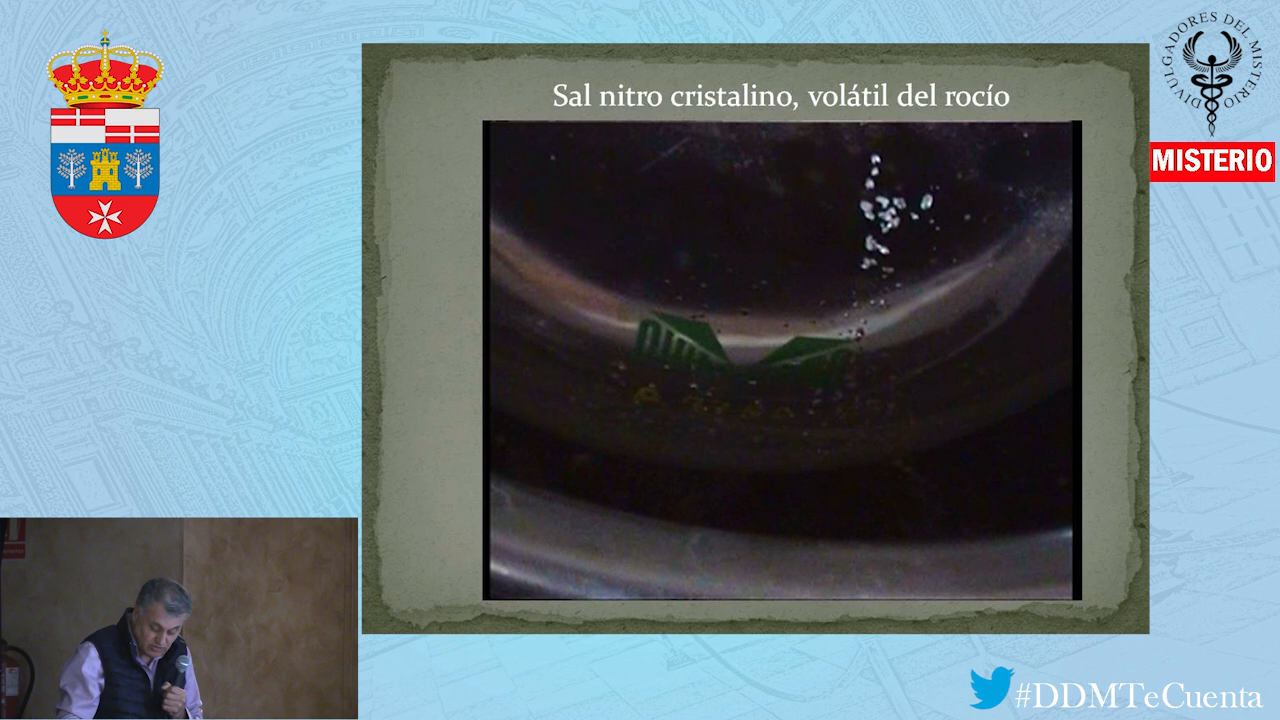 Sal nitro cristalino, volátil del rocío
DIVULGADORES DEL MISTERIO
MISTERIO
#DDMTeCuenta